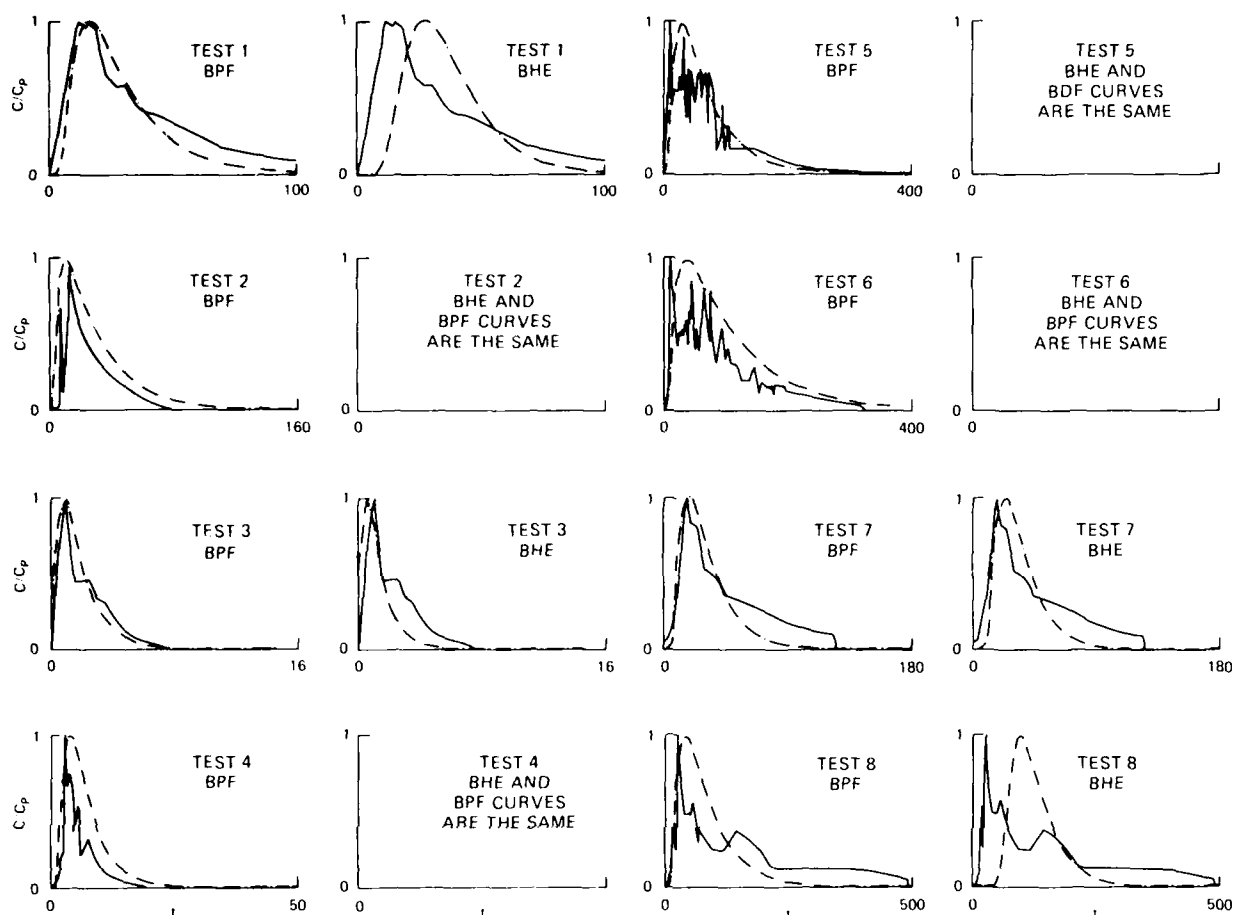 1 TEST 1 BPF C/Cp 0 0 100
1 TEST 1 BHE 0 0 100
1 TEST 5 BPF 0 0 400
1 TEST 5 BHE AND BDF CURVES ARE THE SAME 0 0
1 TEST 2 BPF C/Cp 0 0 160
1 TEST 2 BHE AND BPF CURVES ARE THE SAME 0 0
1 TEST 6 BPF 0 0 400
1 TEST 6 BHE AND BPF CURVES ARE THE SAME 0 0
1 TEST 3 BPF C/Cp 0 0 16
1 TEST 3 BHE 0 0 16
1 TEST 7 BPF 0 0 180
1 TEST 7 BHE 0 0 180
1 TEST 4 BPF C Cp 0 0 50
1 TEST 4 BHE AND BPF CURVES ARE THE SAME 0 0
1 TEST 8 BPF 0 0 500
1 TEST 8 BHE 0 0 500